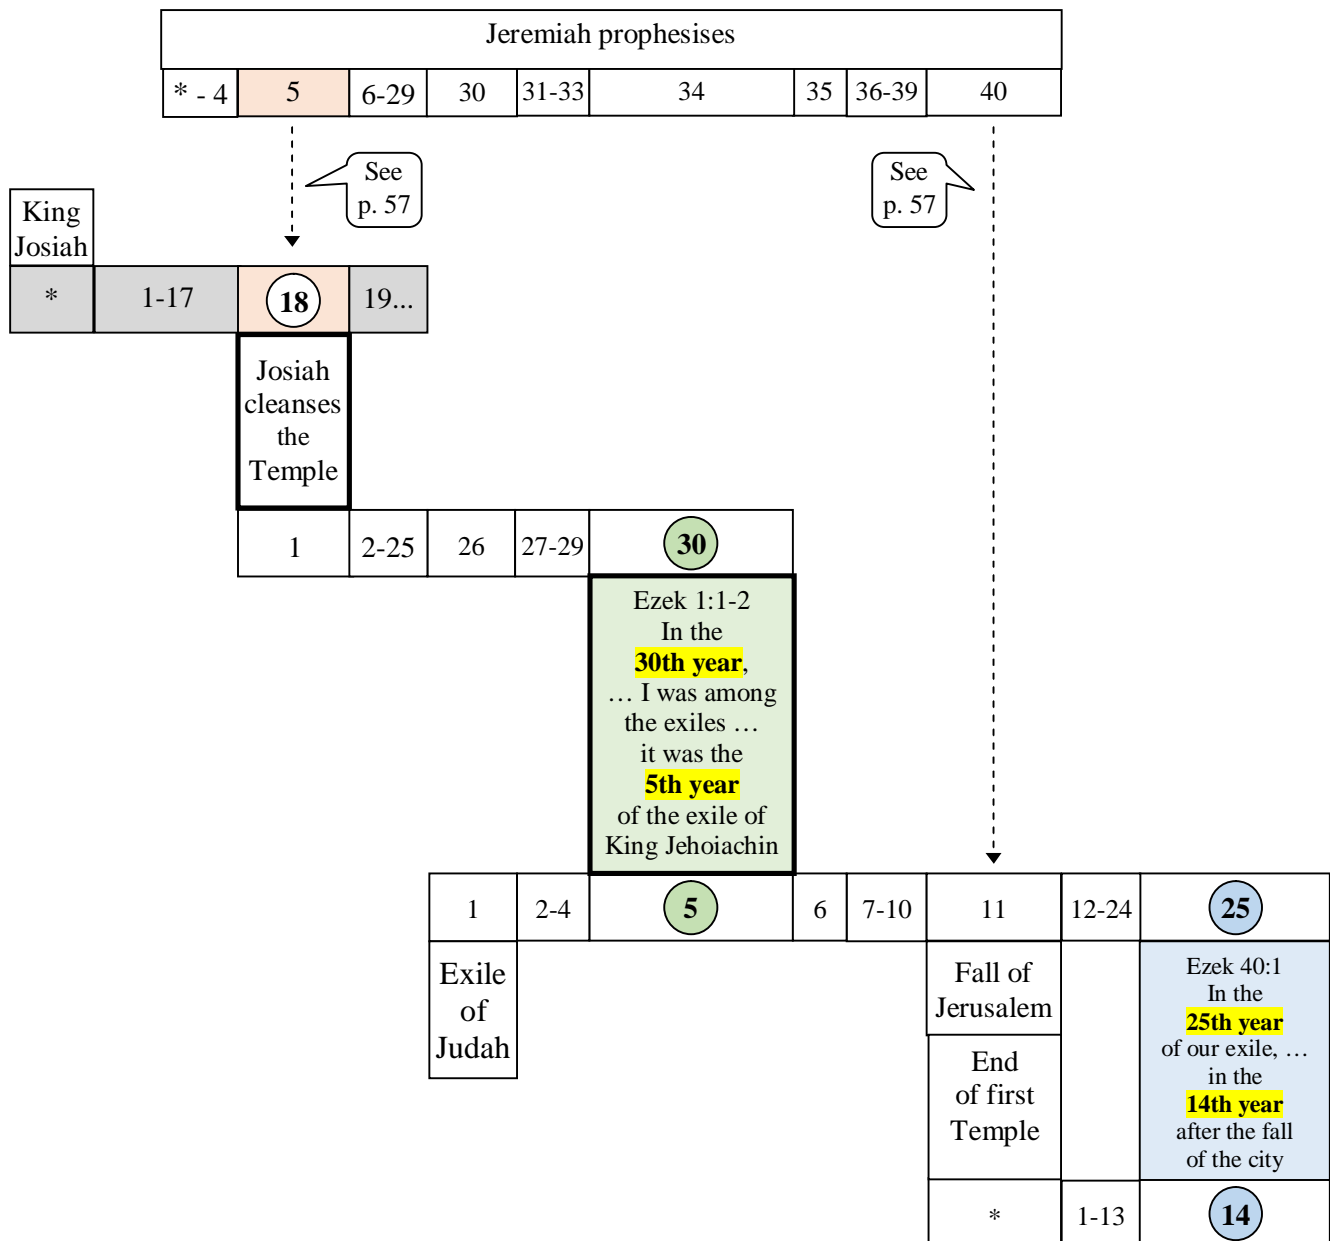 Jeremiah prophesises
* - 4 5 6-29 30 31-33 34 35 36-39 40
See
p. 57
See
p. 57
King
Josiah
* 1-17 18 19...
Josiah
cleanses
the
Temple
1 2-25 26 27-29 30
Ezek 1:1-2
In the
30th year,
… I was among
the exiles …
it was the
5th year
of the exile of
King Jehoiachin
1 2-4 5 6 7-10 11 12-24 25
Exile
of
Judah
Fall of
Jerusalem
End
of first
Temple
Ezek 40:1
In the
25th year
of our exile, …
in the
14th year
after the fall
of the city
* 1-13 14